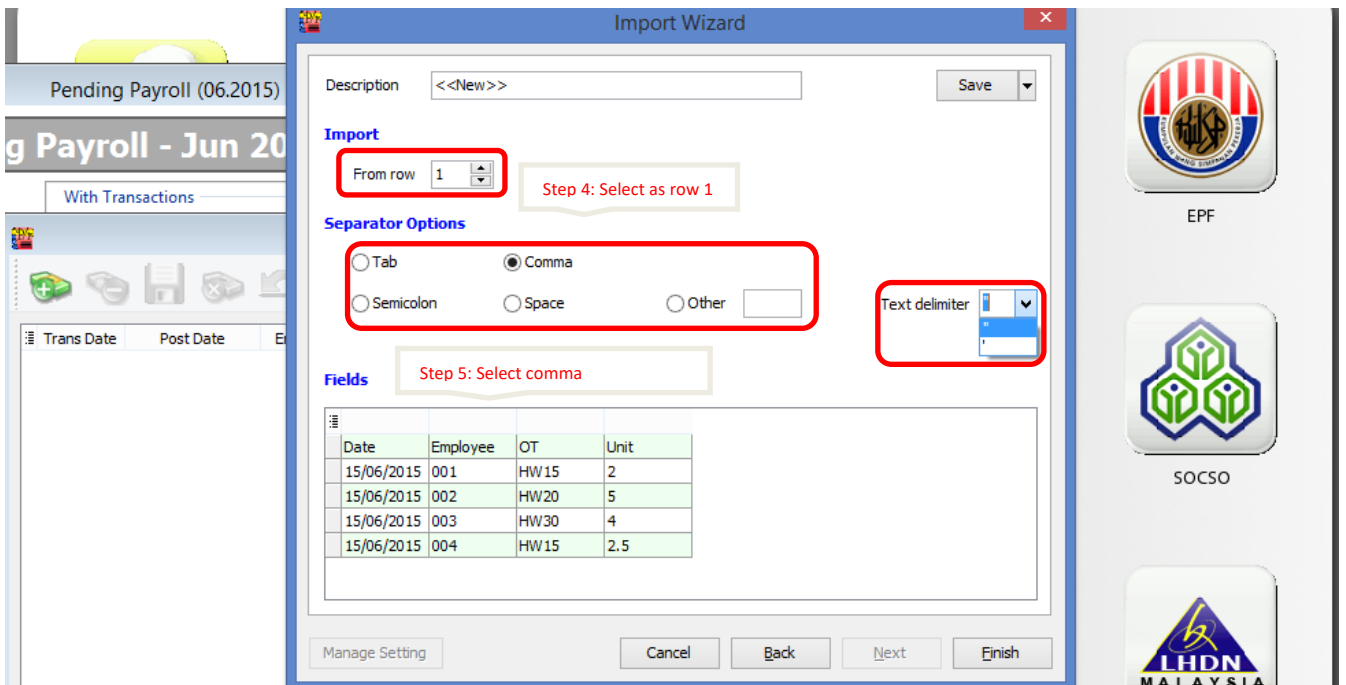 Import Wizard
Pending Payroll (06.2015)
g Payroll - Jun 20
With Transactions
Trans Date Post Date E
Description <<New>> Save
Import
From row 1
Step 4: Select as row 1
Separator Options
Tab Comma
Semicolon Space Other
Text delimiter "
"
'
Step 5: Select comma
Fields
Date Employee OT Unit
15/06/2015 001 HW15 2
15/06/2015 002 HW20 5
15/06/2015 003 HW30 4
15/06/2015 004 HW15 2.5
Manage Setting Cancel Back Next Finish
EPF
SOCSO
LHDN
MALAYSIA